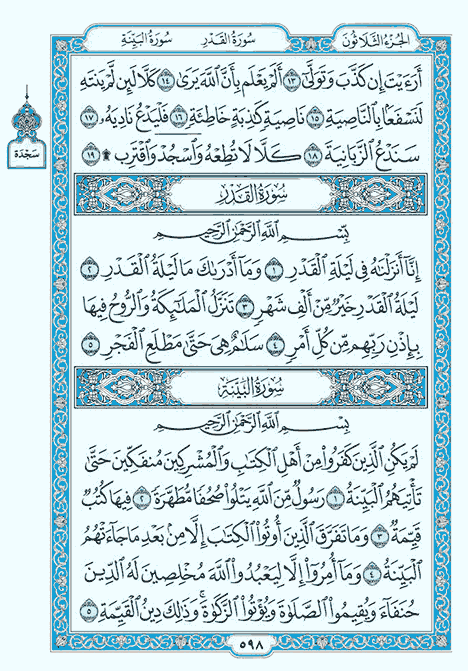 الجزء الثلاثون
سورة القدر
سورة البينة
أَرَءَيْتَ إِن كَذَّبَ وَتَوَلَّىٰٓ ١٣ أَلَمْ يَعْلَم بِأَنَّ ٱللَّهَ يَرَىٰ ١٤ كَلَّا لَئِن لَّمْ يَنتَهِ
لَنَسْفَعًۢا بِٱلنَّاصِيَةِ ١٥ نَاصِيَةٍ كَٰذِبَةٍ خَاطِئَةٍ ١٦ فَلْيَدْعُ نَادِيَهُۥ ١٧
سَنَدْعُ ٱلزَّبَانِيَةَ ١٨ كَلَّا لَا تُطِعْهُ وَٱسْجُدْ وَٱقْتَرِب ۩ ١٩
سجدة
سورة القدر
بِسْمِ ٱللَّهِ ٱلرَّحْمَٰنِ ٱلرَّحِيمِ
إِنَّآ أَنزَلْنَٰهُ فِى لَيْلَةِ ٱلْقَدْرِ ١ وَمَآ أَدْرَىٰكَ مَا لَيْلَةُ ٱلْقَدْرِ ٢
لَيْلَةُ ٱلْقَدْرِ خَيْرٌ مِّنْ أَلْفِ شَهْرٍ ٣ تَنَزَّلُ ٱلْمَلَٰٓئِكَةُ وَٱلرُّوحُ فِيهَا
بِإِذْنِ رَبِّهِم مِّن كُلِّ أَمْرٍ ٤ سَلَٰمٌ هِىَ حَتَّىٰ مَطْلَعِ ٱلْفَجْرِ ٥
سورة البينة
بِسْمِ ٱللَّهِ ٱلرَّحْمَٰنِ ٱلرَّحِيمِ
لَمْ يَكُنِ ٱلَّذِينَ كَفَرُوا۟ مِنْ أَهْلِ ٱلْكِتَٰبِ وَٱلْمُشْرِكِينَ مُنفَكِّينَ حَتَّىٰ
تَأْتِيَهُمُ ٱلْبَيِّنَةُ ١ رَسُولٌ مِّنَ ٱللَّهِ يَتْلُوا۟ صُحُفًا مُّطَهَّرَةً ٢ فِيهَا كُتُبٌ
قَيِّمَةٌ ٣ وَمَا تَفَرَّقَ ٱلَّذِينَ أُوتُوا۟ ٱلْكِتَٰبَ إِلَّا مِنۢ بَعْدِ مَا جَآءَتْهُمُ
ٱلْبَيِّنَةُ ٤ وَمَآ أُمِرُوٓا۟ إِلَّا لِيَعْبُدُوا۟ ٱللَّهَ مُخْلِصِينَ لَهُ ٱلدِّينَ
حُنَفَآءَ وَيُقِيمُوا۟ ٱلصَّلَوٰةَ وَيُؤْتُوا۟ ٱلزَّكَوٰةَ ۚ وَذَٰلِكَ دِينُ ٱلْقَيِّمَةِ ٥
٥٩٨